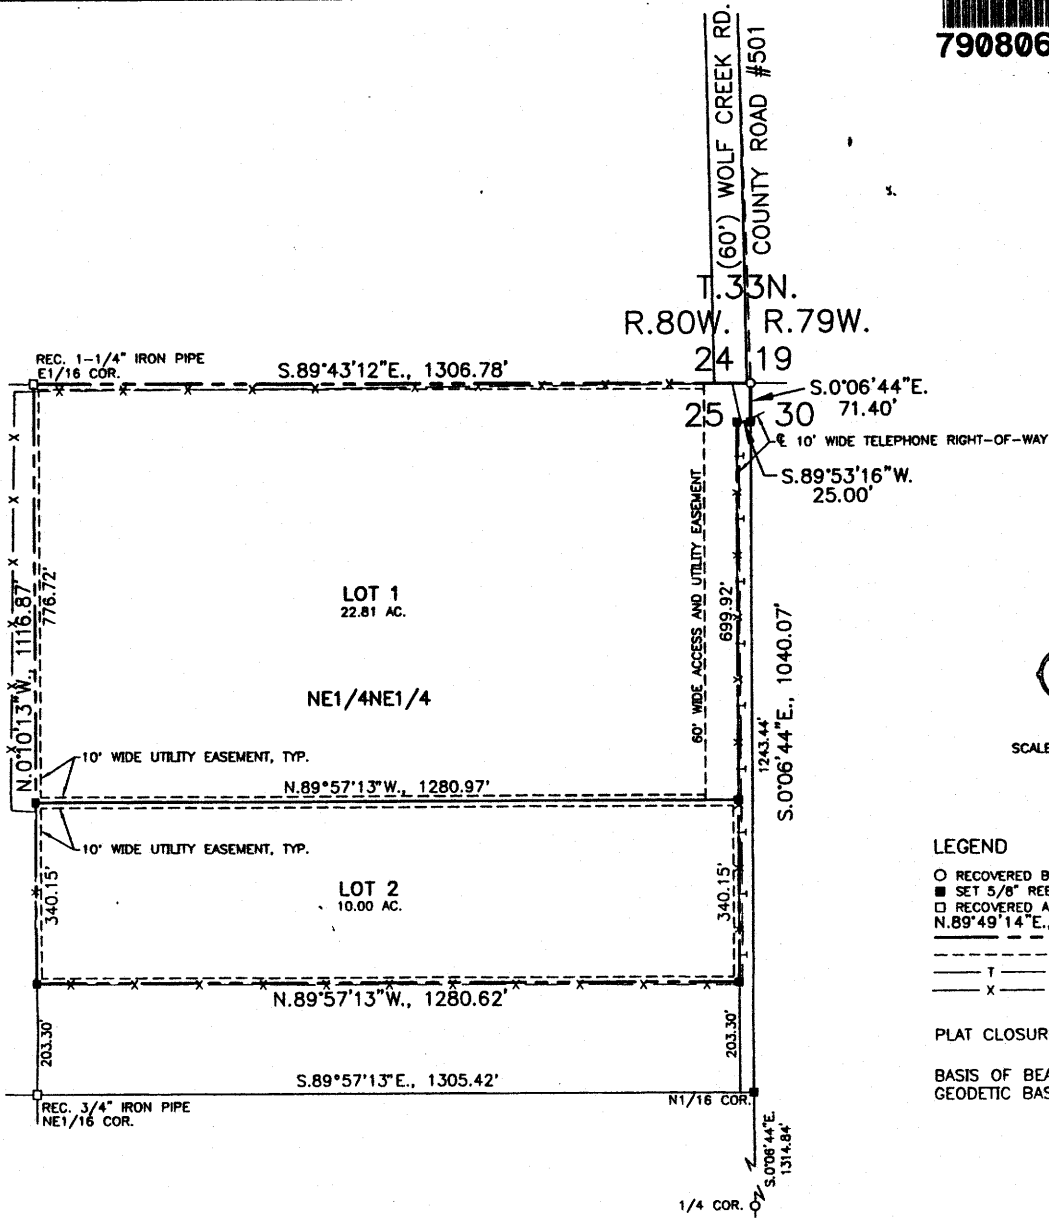 790806
(60') WOLF CREEK RD.
COUNTY ROAD #501
T.33N.
R.80W. R.79W.
24 19
25 30
REC. 1-1/4" IRON PIPE
E1/16 COR.
S.89°43'12"E., 1306.78'
S.0°06'44"E.
71.40'
℄ 10' WIDE TELEPHONE RIGHT-OF-WAY
S.89°53'16"W.
25.00'
N.0°10'13"W., 1116.87'
776.72'
LOT 1
22.81 AC.
NE1/4NE1/4
60' WIDE ACCESS AND UTILITY EASEMENT
699.92'
1243.44'
S.0°06'44"E., 1040.07'
SCALE
10' WIDE UTILITY EASEMENT, TYP.
N.89°57'13"W., 1280.97'
10' WIDE UTILITY EASEMENT, TYP.
LOT 2
10.00 AC.
340.15'
340.15'
N.89°57'13"W., 1280.62'
203.30'
203.30'
S.89°57'13"E., 1305.42'
REC. 3/4" IRON PIPE
NE1/16 COR.
N1/16 COR.
S.0°06'44"E.
1314.84'
1/4 COR.
LEGEND
RECOVERED B
SET 5/8" REB
RECOVERED A
N.89°49'14"E.,
T
X
PLAT CLOSUR
BASIS OF BEA
GEODETIC BAS